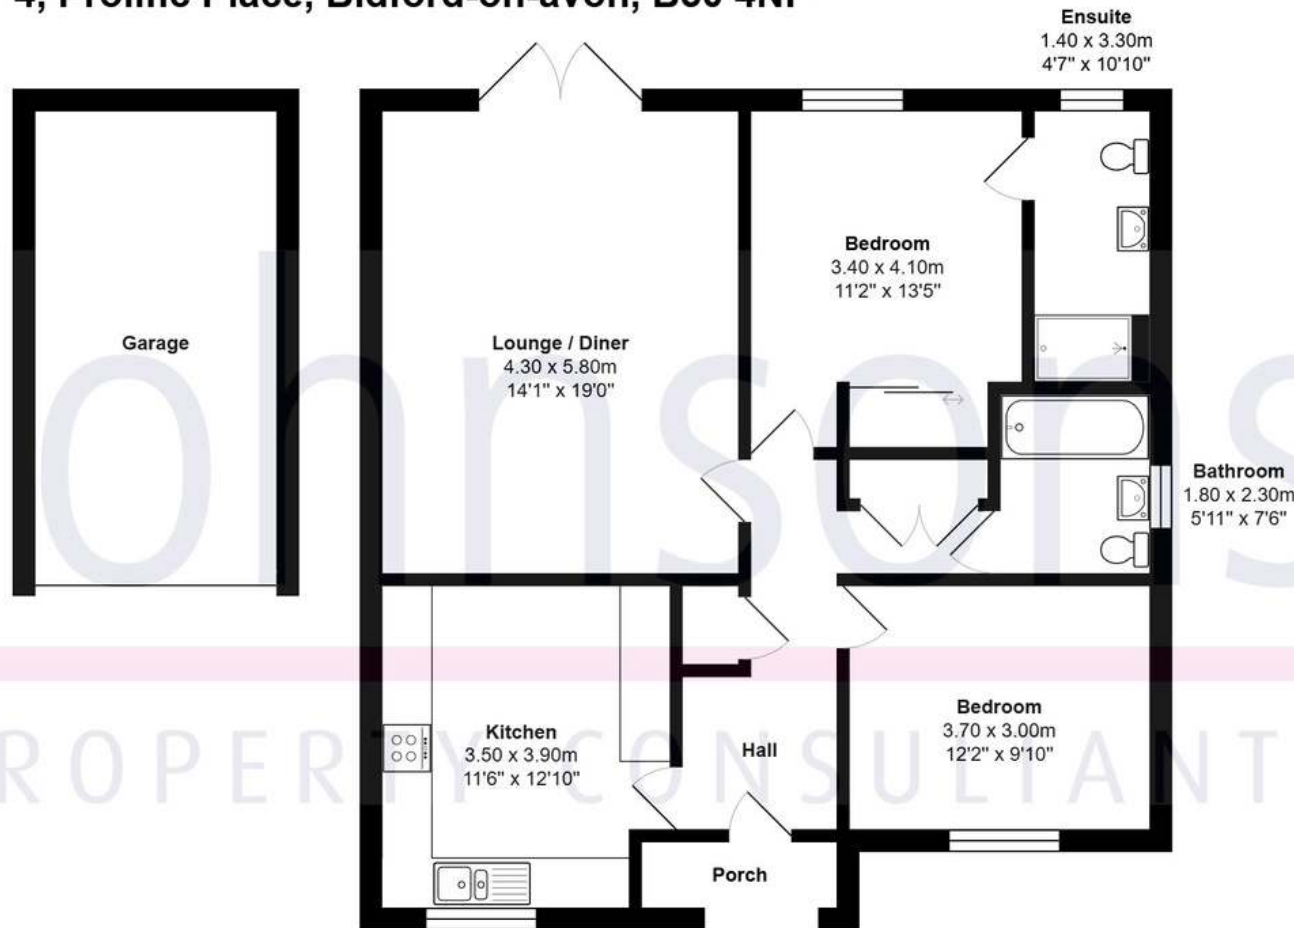 Ensuite
1.40 x 3.30m
4'7" x 10'10"
Bedroom
3.40 x 4.10m
11'2" x 13'5"
Garage
Lounge / Diner
4.30 x 5.80m
14'1" x 19'0"
ohnsons
Bathroom
1.80 x 2.30m
5'11" x 7'6"
Kitchen
3.50 x 3.90m
11'6" x 12'10"
Hall
Bedroom
3.70 x 3.00m
12'2" x 9'10"
ROPERTY CONSULTANT
Porch